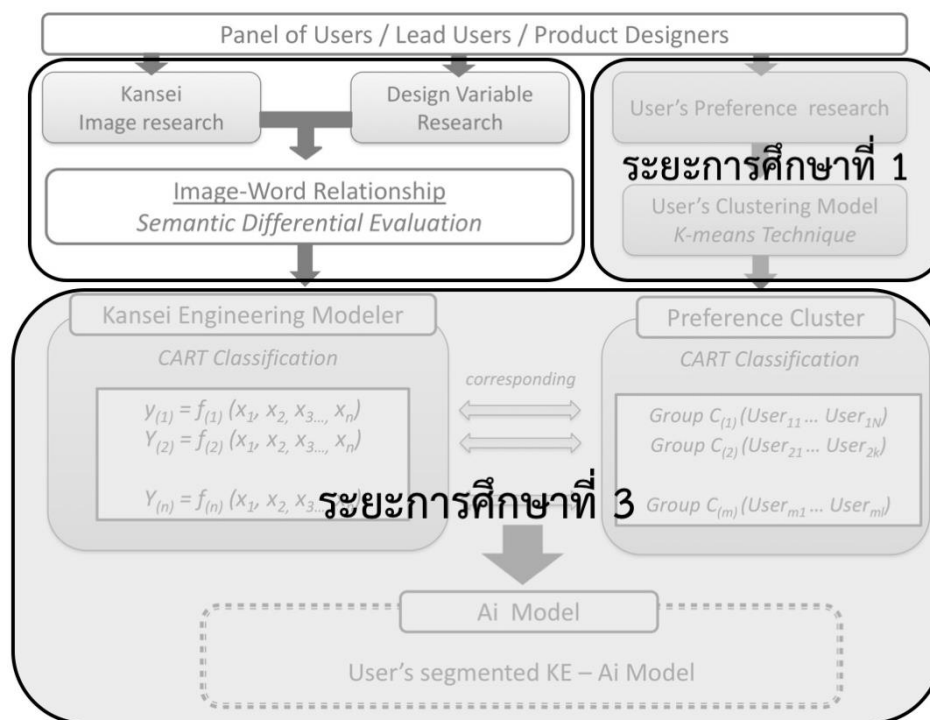 Panel of Users / Lead Users / Product Designers
Kansei
Image research
Design Variable
Research
Image-Word Relationship
Semantic Differential Evaluation
User's Preference research
ระยะการศึกษาที่ 1
User's Clustering Model
K-means Technique
Kansei Engineering Modeler
CART Classification
y(1) = f(1) (x1, x2, x3..., xn)
Y(2) = f(2) (x1, x2, x3..., xn)
Y(n) = f(n) (x1, x2, x3..., xn)
corresponding
Preference Cluster
CART Classification
Group C(1) (User11 ... User1N)
Group C(2) (User21 ... User2k)
Group C(m) (Userm1 ... Userml)
ระยะการศึกษาที่ 3
Ai Model
User's segmented KE – Ai Model